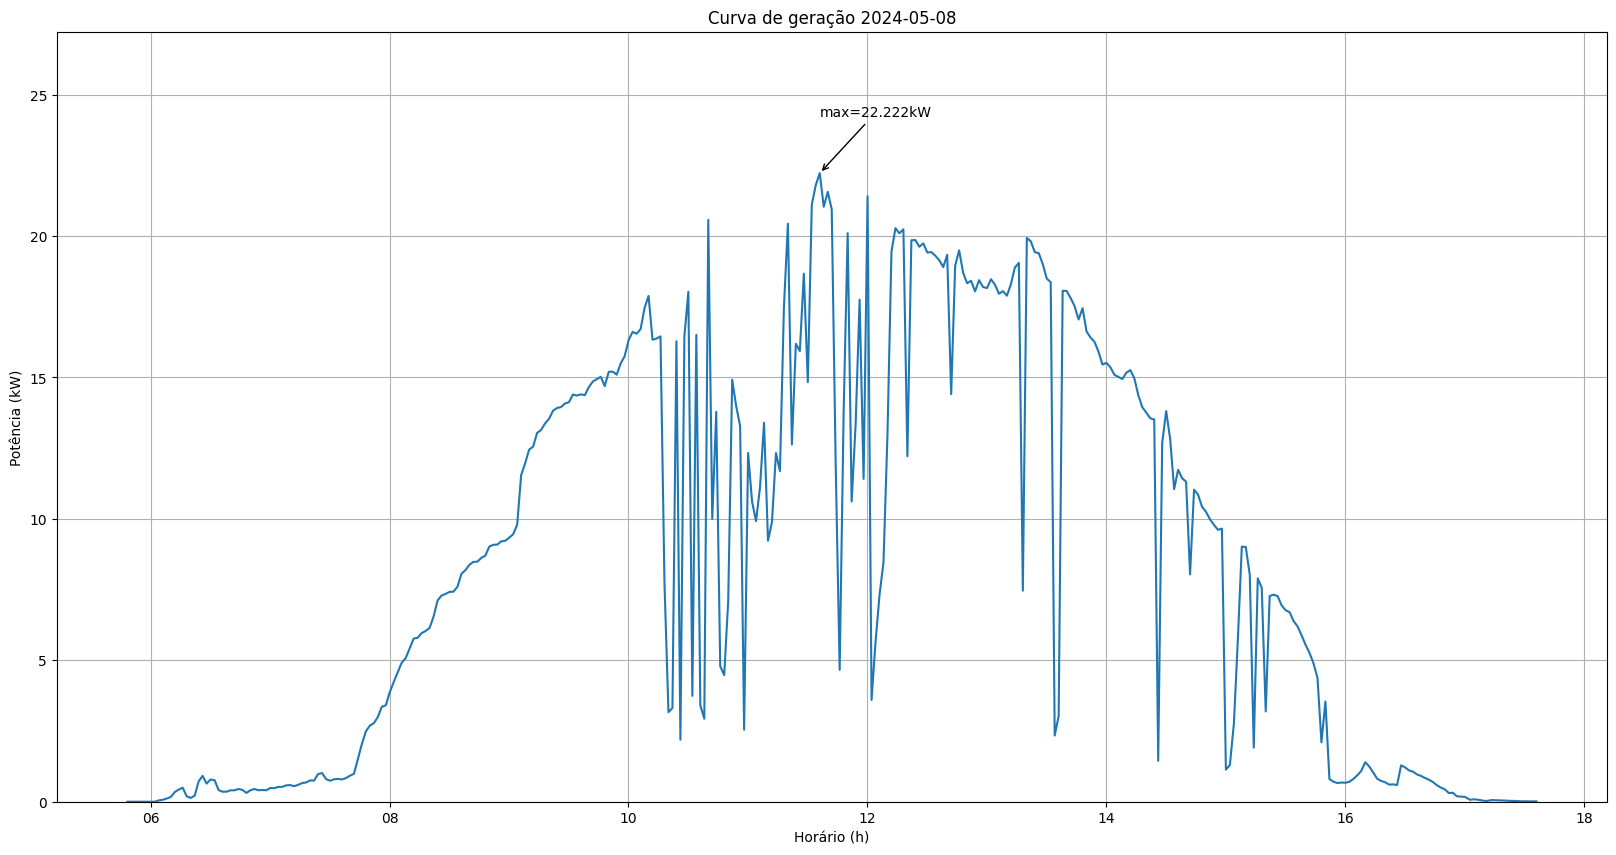 Curva de geração 2024-05-08
max=22.222kW
Potência (kW)
25
20
15
10
5
0
06 08 10 12 14 16 18
Horário (h)